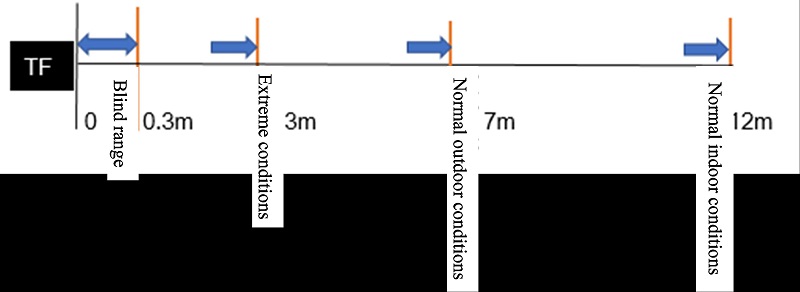 TF
0
Blind range
0.3m
Extreme conditions
3m
Normal outdoor conditions
7m
Normal indoor conditions
12m